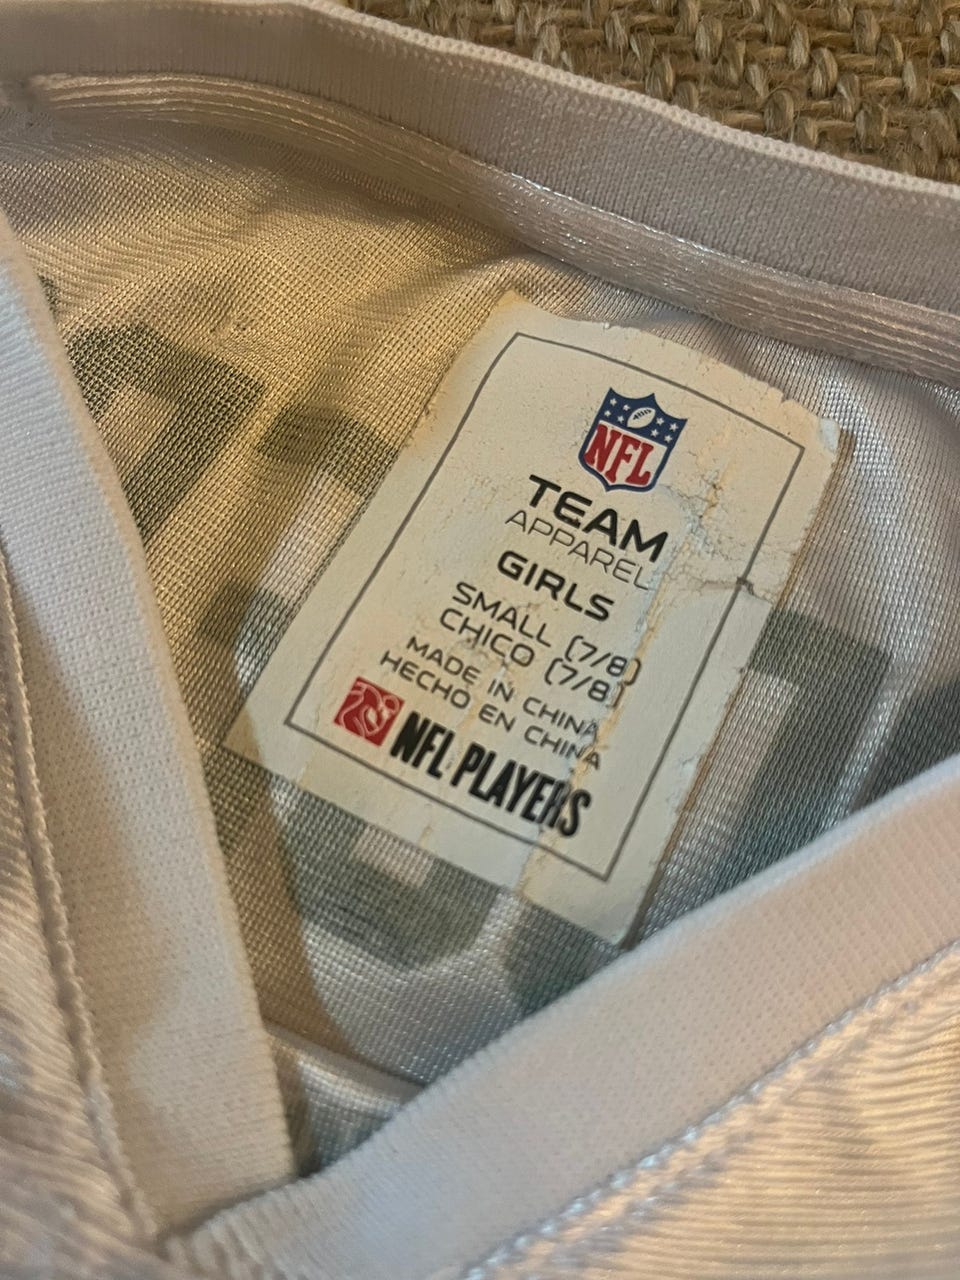 NFL
TEAM
APPAREL
GIRLS
SMALL (7/8)
CHICO (7/8)
MADE IN CHINA
HECHO EN CHINA
NFL PLAYERS